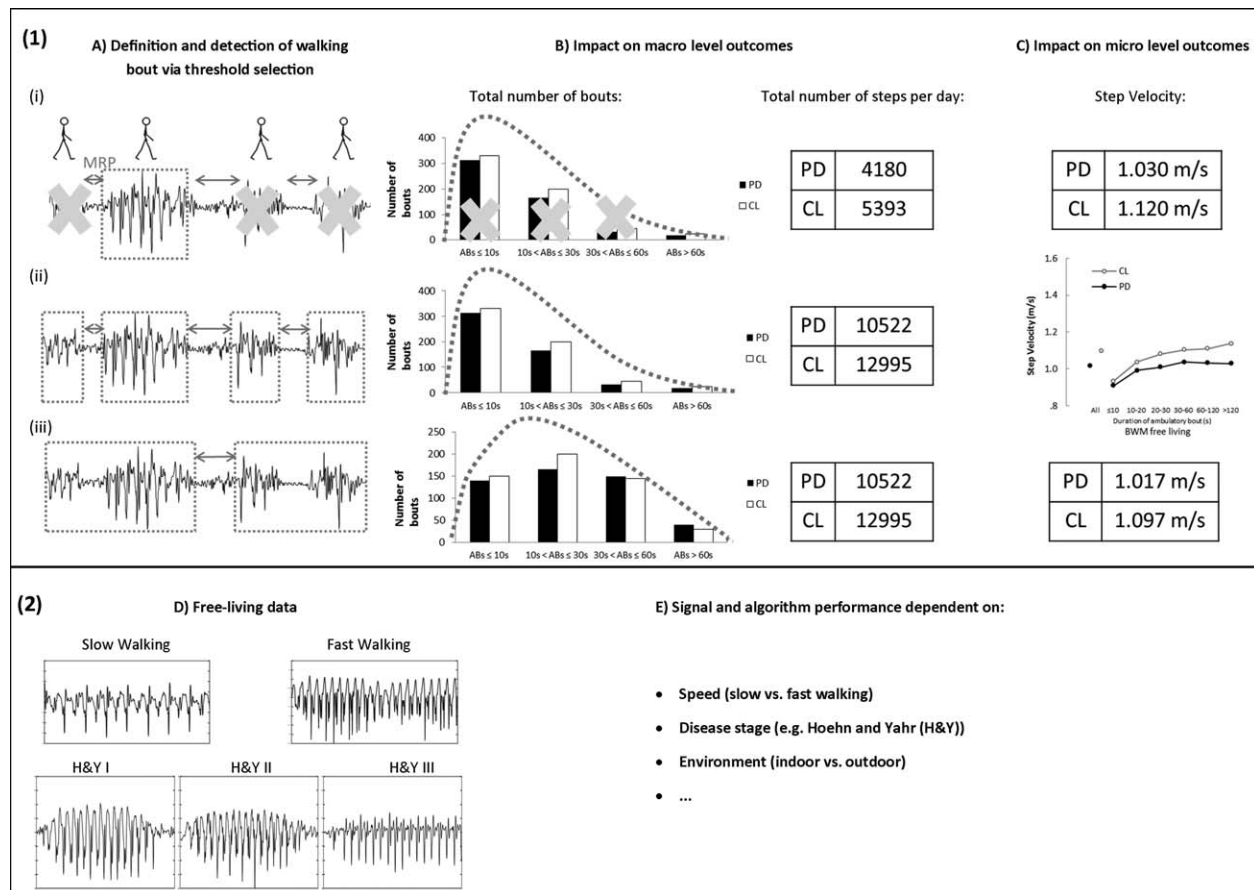 (1)
A) Definition and detection of walking
bout via threshold selection
B) Impact on macro level outcomes
C) Impact on micro level outcomes
(i)
Total number of bouts:
Total number of steps per day:
Step Velocity:
MRP
Number of
bouts
400
300
200
100
0
ABs ≤ 10s
10s < ABs ≤ 30s
30s < ABs ≤ 60s
ABs > 60s
PD
CL
PD 4180
CL 5393
PD 1.030 m/s
CL 1.120 m/s
(ii)
Number of
bouts
400
300
200
100
0
ABs ≤ 10s
10s < ABs ≤ 30s
30s < ABs ≤ 60s
ABs > 60s
PD
CL
PD 10522
CL 12995
Step Velocity (m/s)
1.6
1.4
1.2
1.0
.8
CL
PD
All
≤10
10-20
20-30
30-60
60-120
>120
Duration of ambulatory bout (s)
BWM free living
(iii)
Number of
bouts
250
200
150
100
50
0
ABs ≤ 10s
10s < ABs ≤ 30s
30s < ABs ≤ 60s
ABs > 60s
PD
CL
PD 10522
CL 12995
PD 1.017 m/s
CL 1.097 m/s
(2)
D) Free-living data
E) Signal and algorithm performance dependent on:
Slow Walking
Fast Walking
H&Y I
H&Y II
H&Y III
• Speed (slow vs. fast walking)
• Disease stage (e.g. Hoehn and Yahr (H&Y))
• Environment (indoor vs. outdoor)
• ...